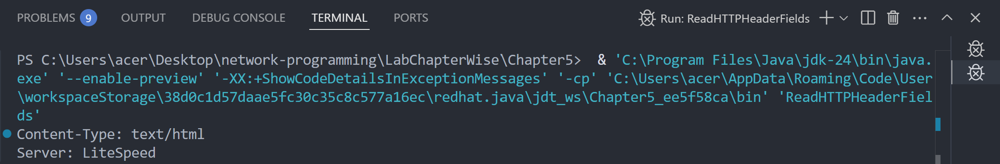 PROBLEMS 9 OUTPUT DEBUG CONSOLE TERMINAL PORTS Run: ReadHTTPHeaderFields
PS C:\Users\acer\Desktop\network-programming\LabChapterWise\Chapter5>  & 'C:\Program Files\Java\jdk-24\bin\java.
exe' '--enable-preview' '-XX:+ShowCodeDetailsInExceptionMessages' '-cp' 'C:\Users\acer\AppData\Roaming\Code\User
\workspaceStorage\38d0c1d57daae5fc30c35c8c577a16ec\redhat.java\jdt_ws\Chapter5_ee5f58ca\bin' 'ReadHTTPHeaderFiel
ds'
Content-Type: text/html
Server: LiteSpeed